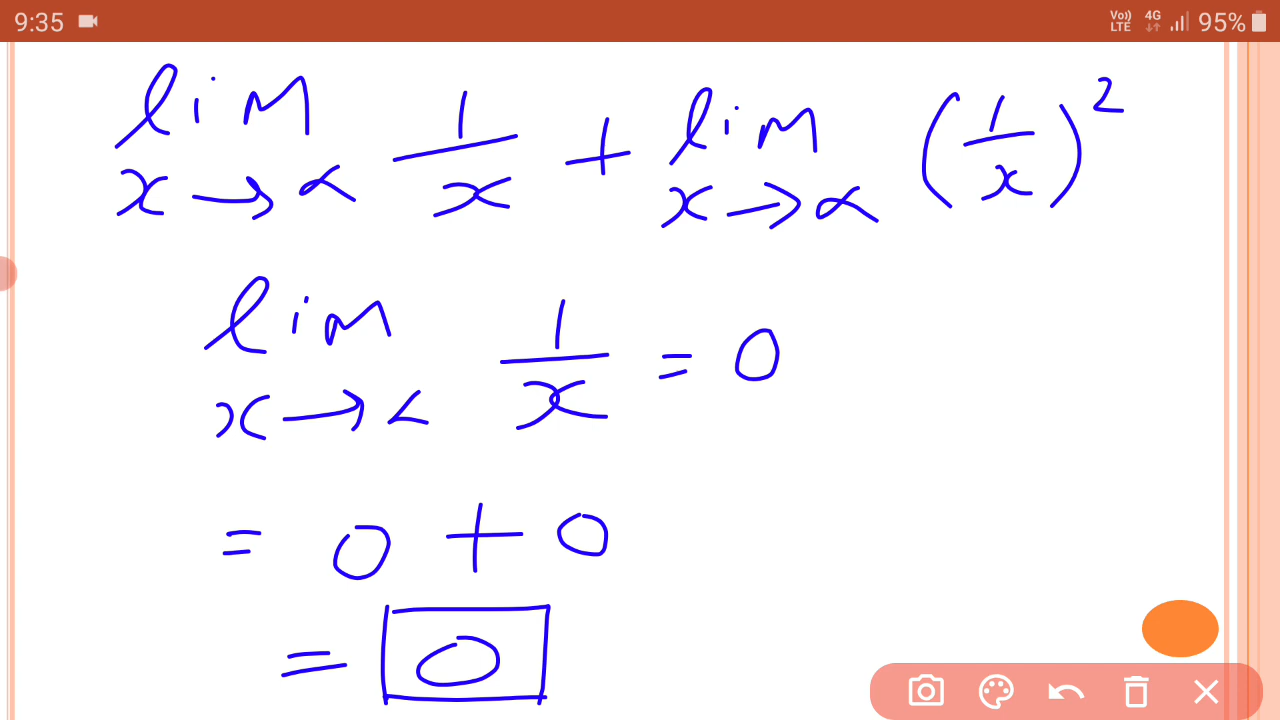 9:35 Vo)) LTE 4G 95%
lim x→α 1/x + lim x→α (1/x)²
lim x→α 1/x = 0
= 0 + 0
= 0